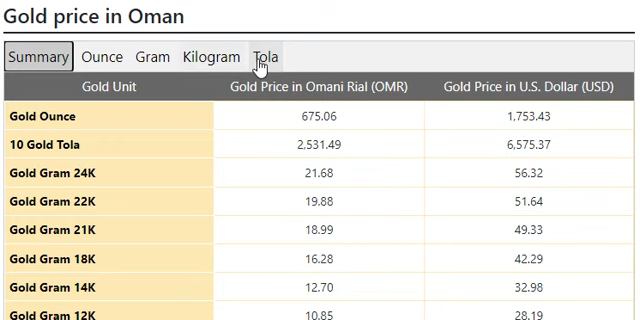 Gold price in Oman
Summary Ounce Gram Kilogram Tola
Gold Unit Gold Price in Omani Rial (OMR) Gold Price in U.S. Dollar (USD)
Gold Ounce 675.06 1,753.43
10 Gold Tola 2,531.49 6,575.37
Gold Gram 24K 21.68 56.32
Gold Gram 22K 19.88 51.64
Gold Gram 21K 18.99 49.33
Gold Gram 18K 16.28 42.29
Gold Gram 14K 12.70 32.98
Gold Gram 12K 10.85 28.19